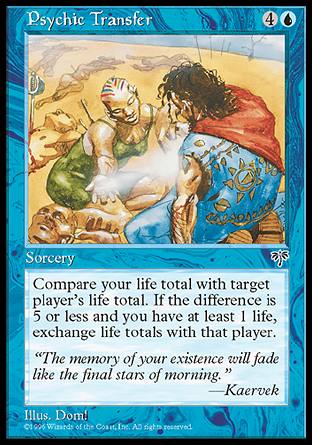 Psychic Transfer 4
Sorcery
Compare your life total with target
player's life total. If the difference is
5 or less and you have at least 1 life,
exchange life totals with that player.
"The memory of your existence will fade
like the final stars of morning."
—Kaervek
Illus. Dom!
©1996 Wizards of the Coast, Inc. All rights reserved.